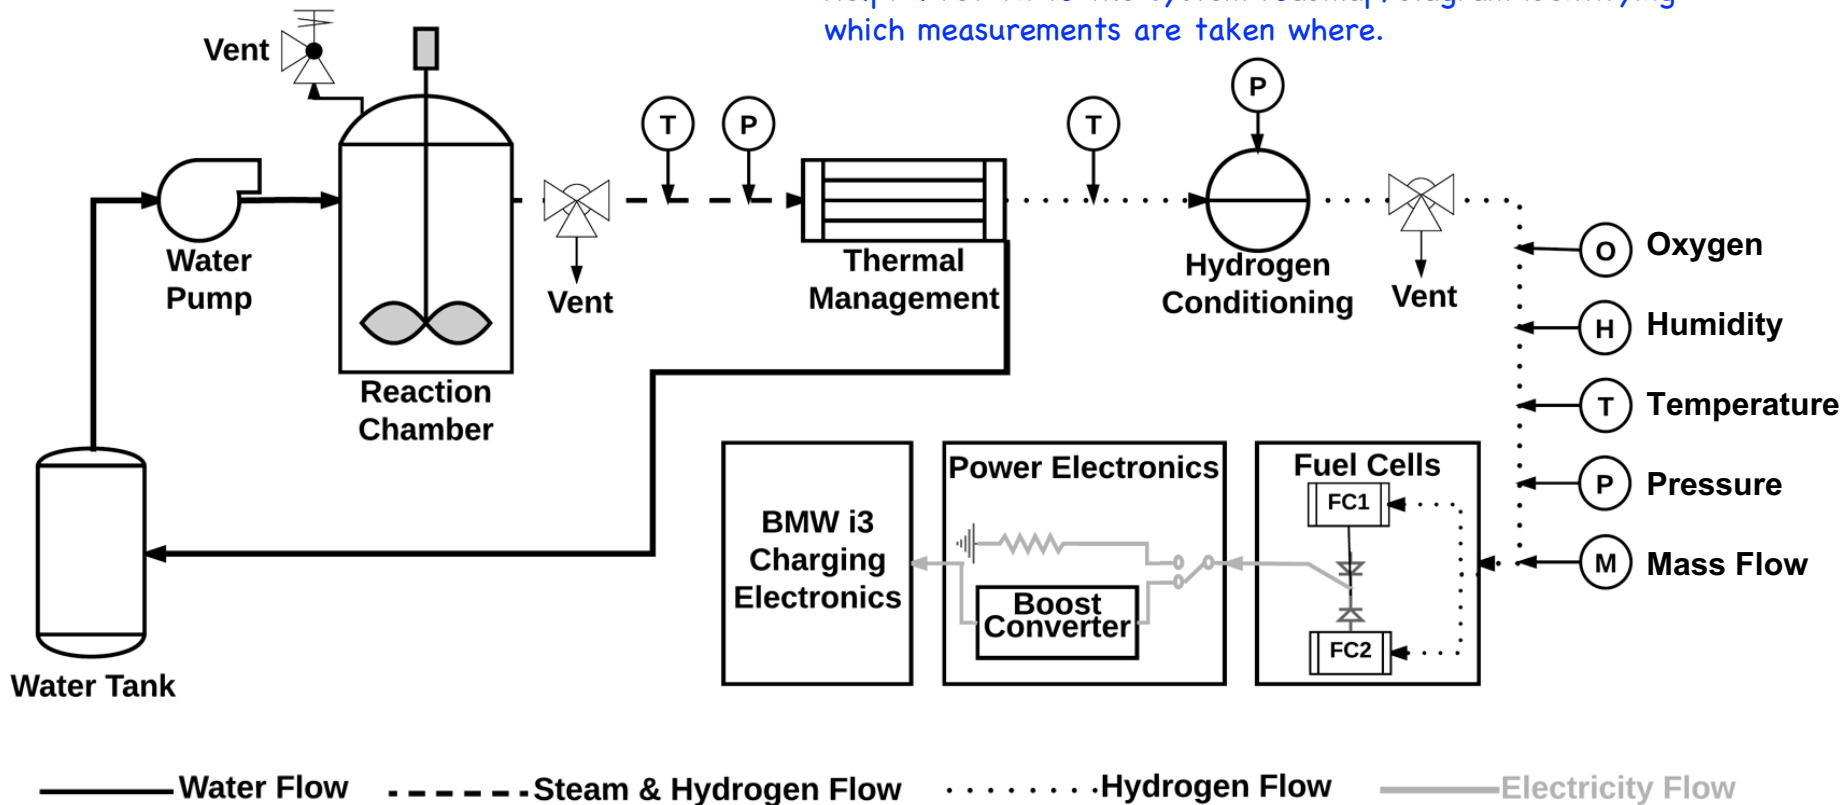 which measurements are taken where.
Vent
P
T
P
T
Water
Pump
Vent
Thermal
Management
Hydrogen
Conditioning
Vent
O Oxygen
H Humidity
T Temperature
P Pressure
M Mass Flow
Reaction
Chamber
Water Tank
BMW i3
Charging
Electronics
Power Electronics
Boost
Converter
Fuel Cells
FC1
FC2
Water Flow
Steam & Hydrogen Flow
Hydrogen Flow
Electricity Flow